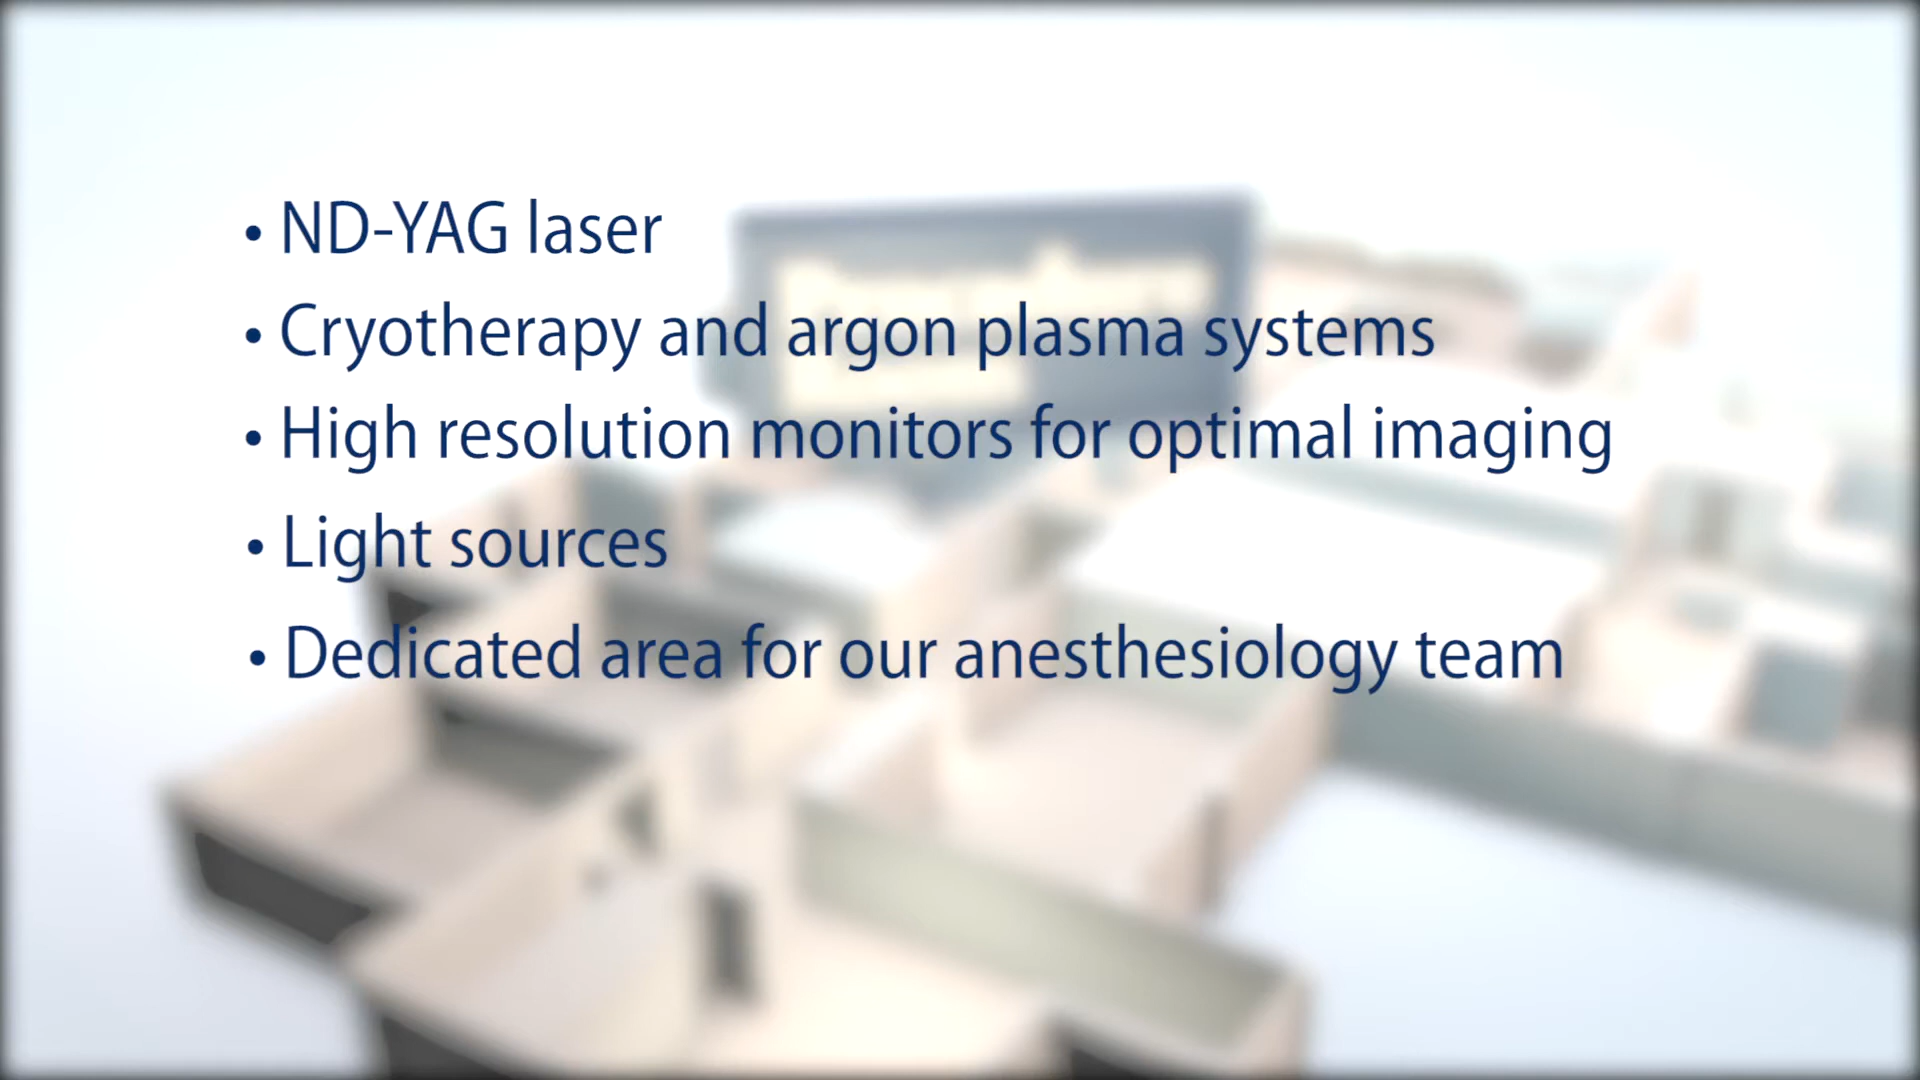 • ND-YAG laser
• Cryotherapy and argon plasma systems
• High resolution monitors for optimal imaging
• Light sources
• Dedicated area for our anesthesiology team